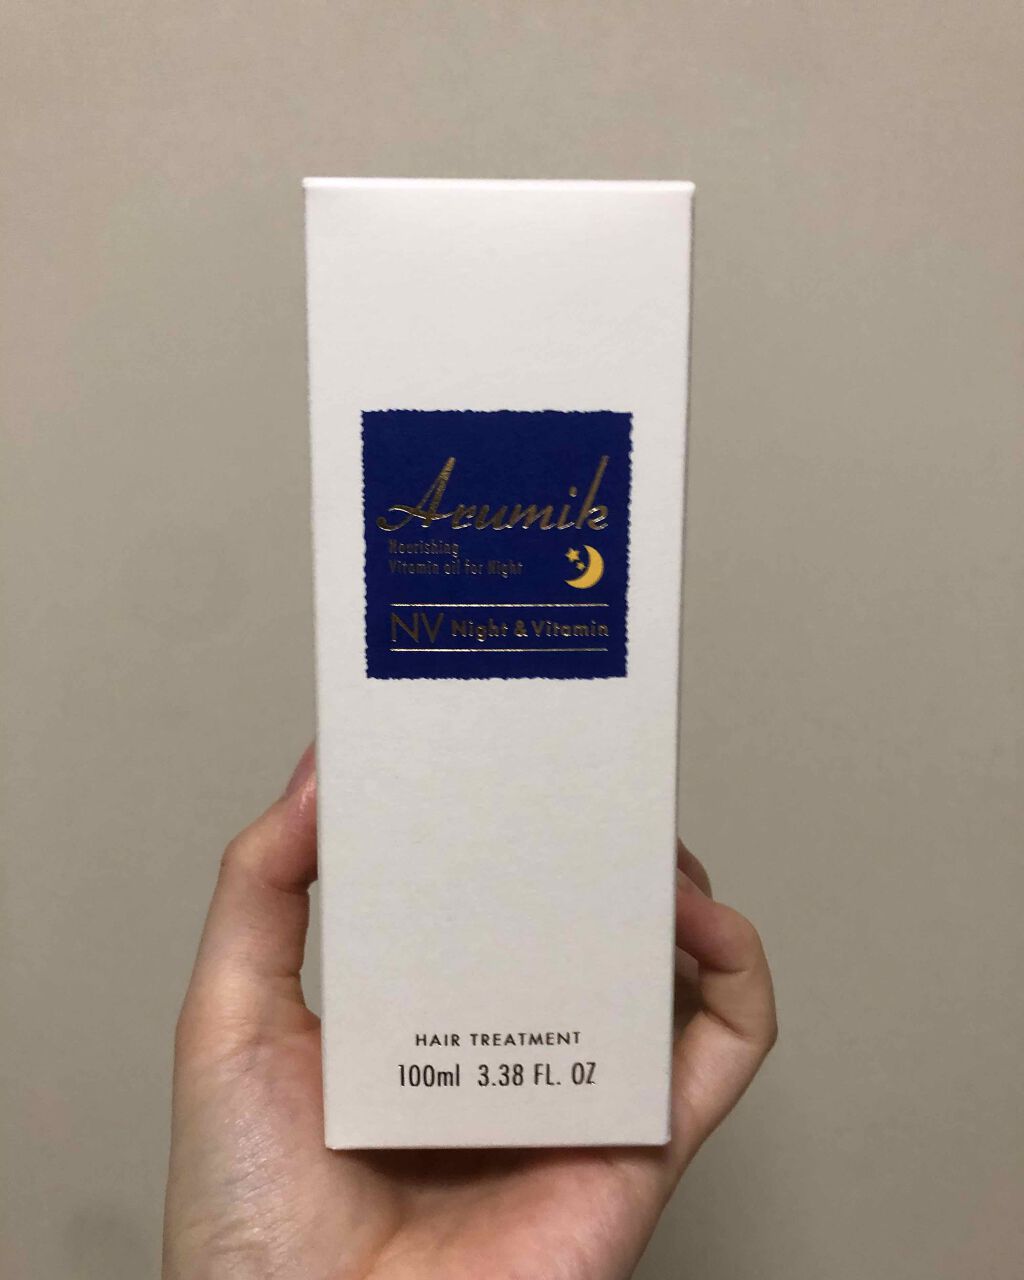 Arumik
Nourishing
Vitamin oil for Night
NV Night & Vitamin
HAIR TREATMENT
100ml 3.38 FL. OZ